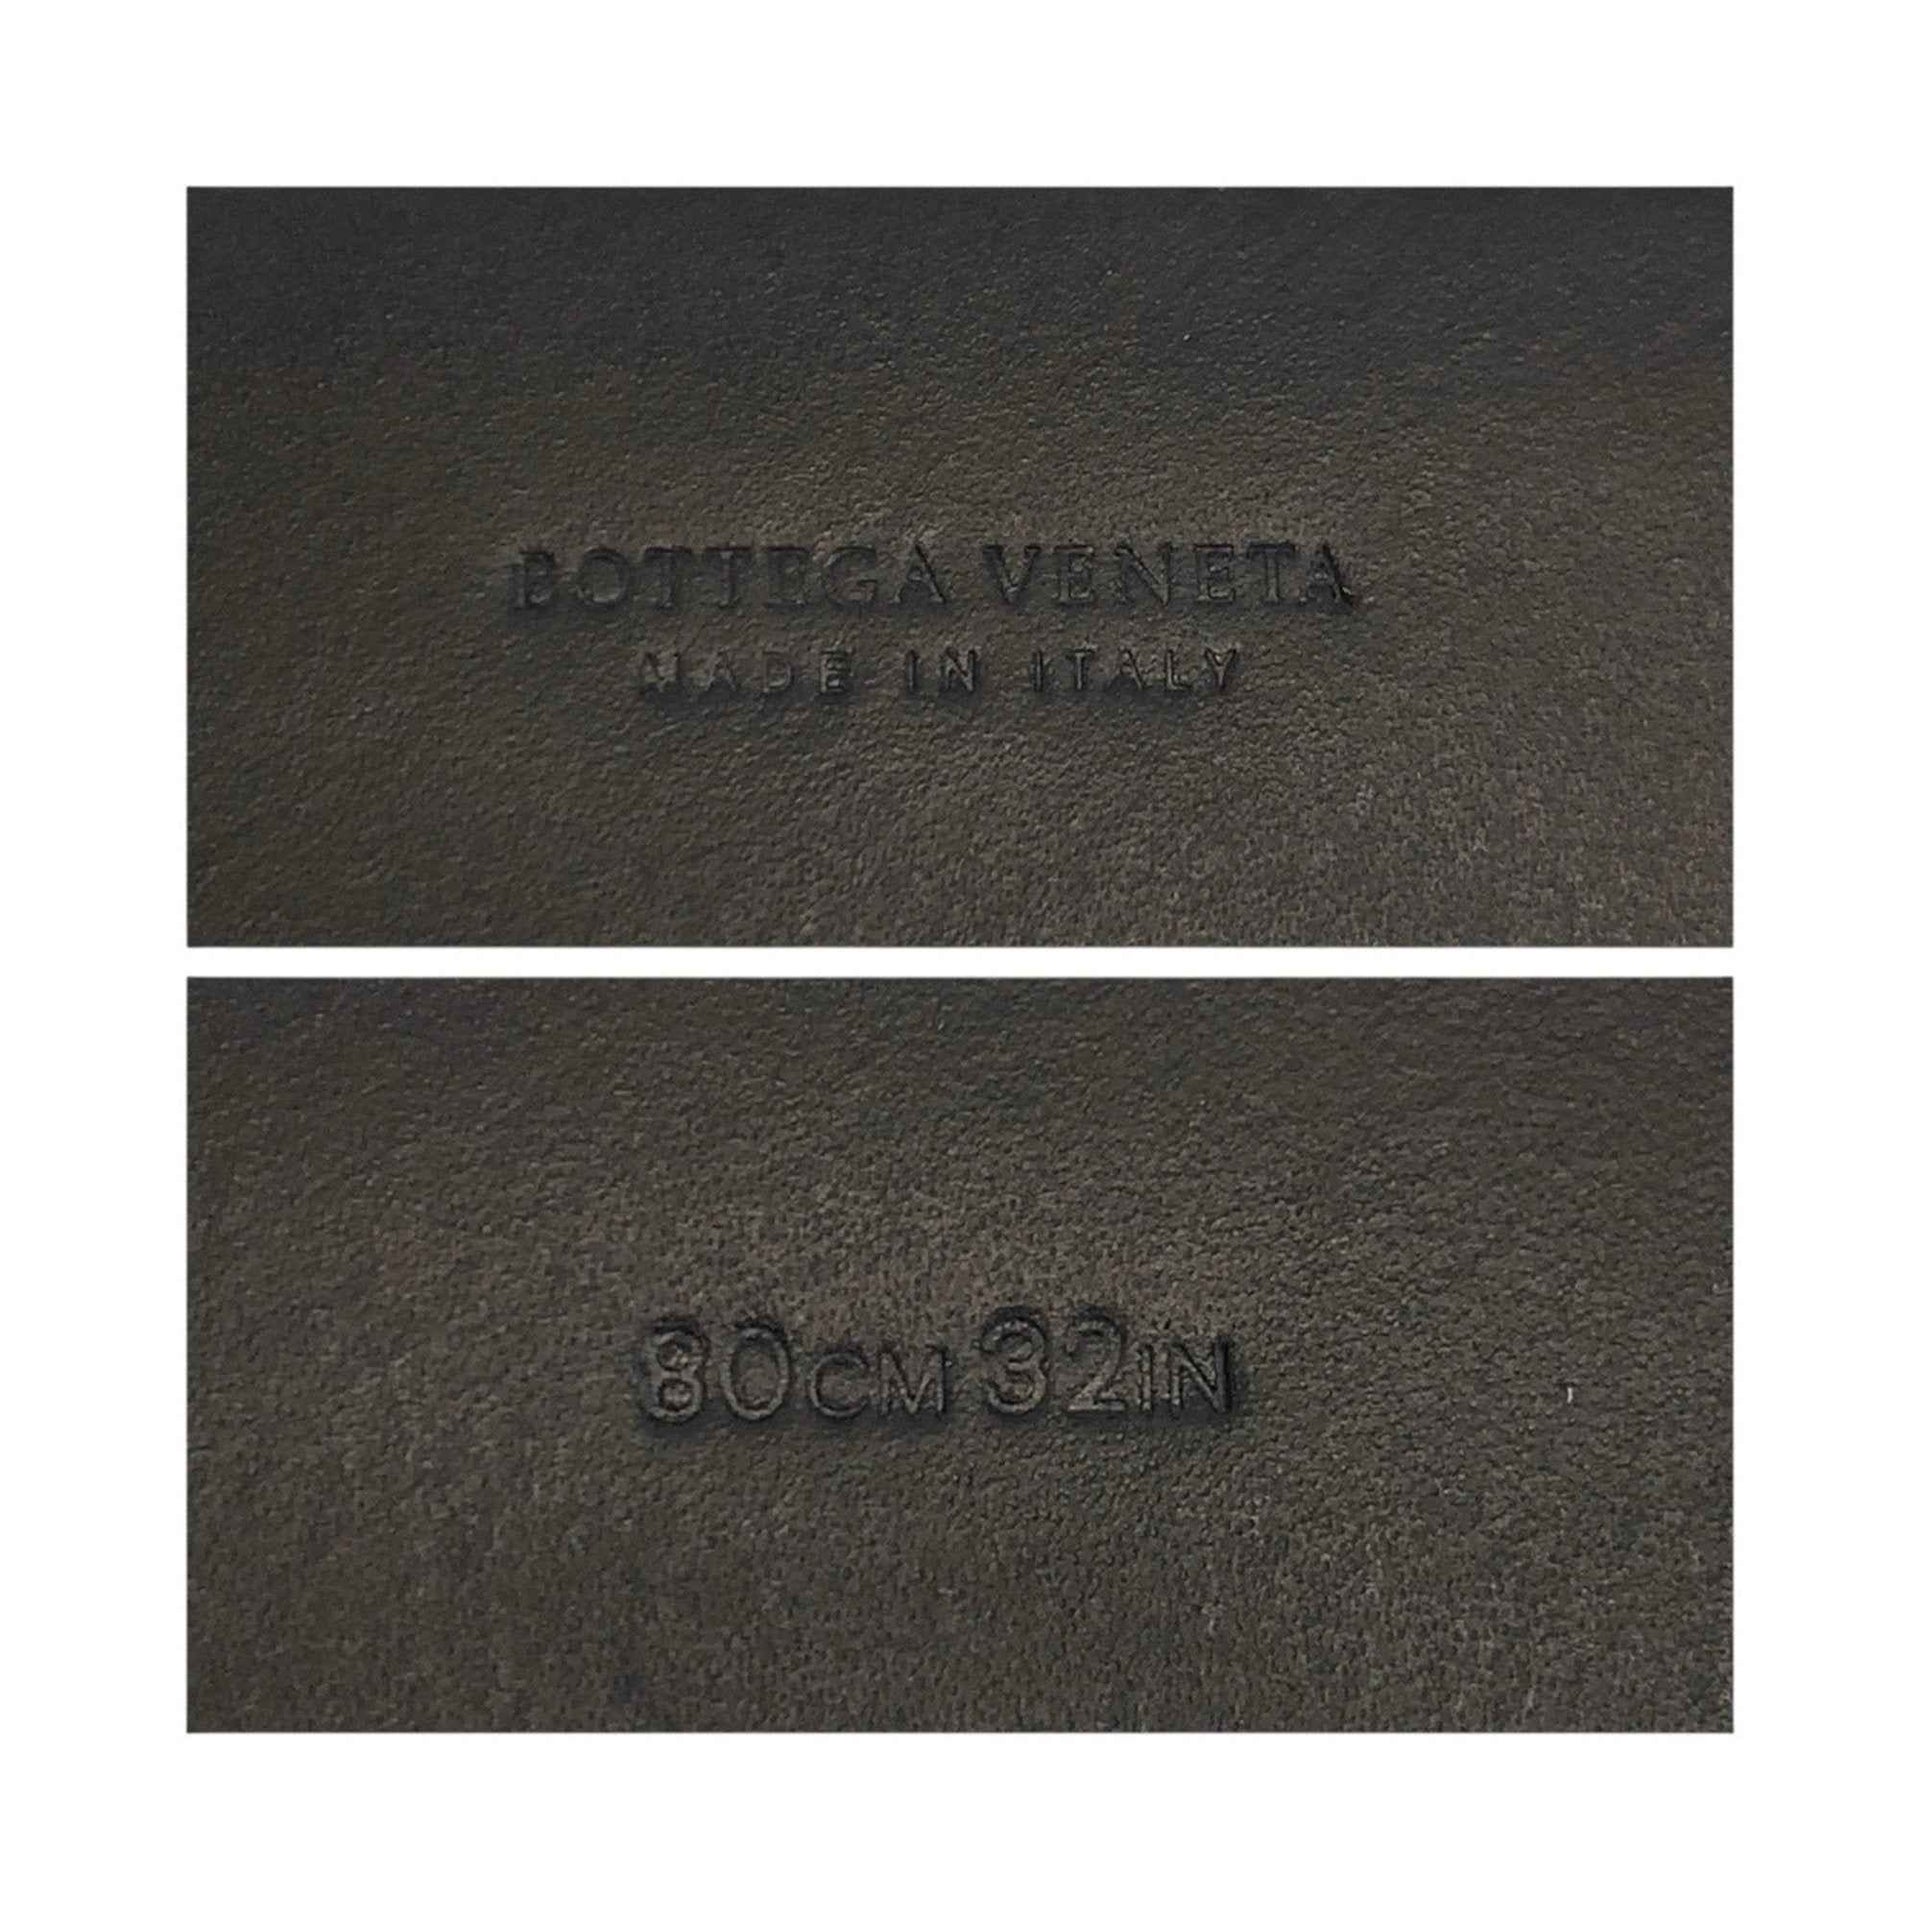 BOTTEGA VENETA
MADE IN ITALY
80CM 32IN